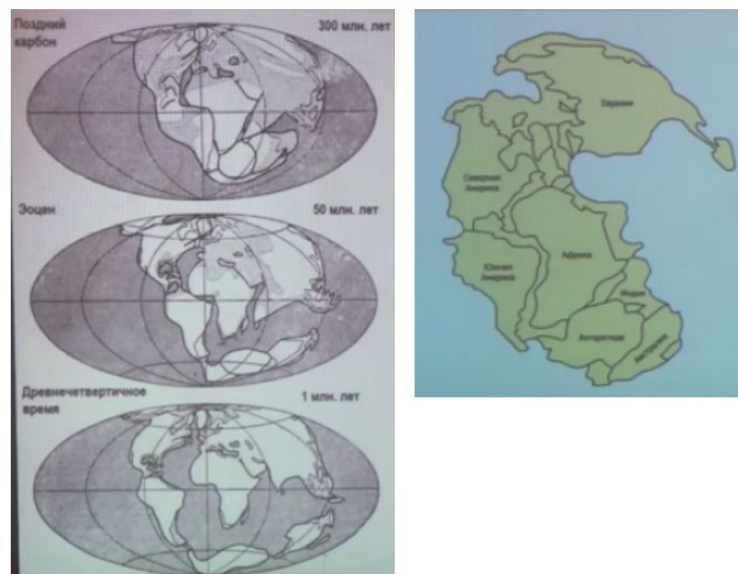 Поздний
карбон
300 млн. лет
Эоцен
50 млн. лет
Древнечетвертичное
время
1 млн. лет
Евразия
Северная
Америка
Африка
Южная
Америка
Индия
Антарктида
Австралия